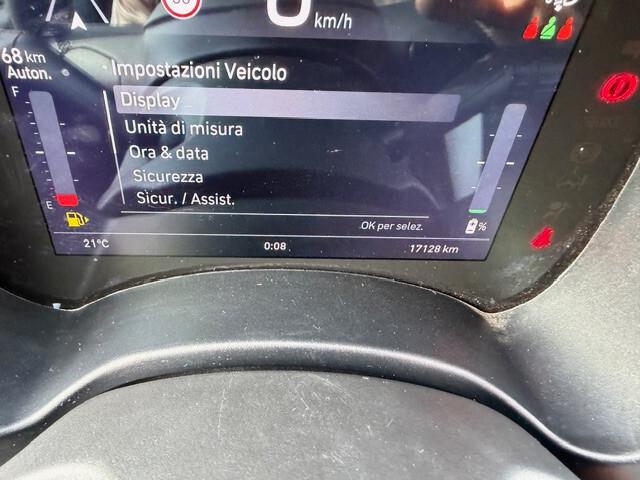 km/h
68 km
Auton.
Impostazioni Veicolo
F
Display
Unità di misura
Ora & data
Sicurezza
Sicur. / Assist.
E
OK per selez.
%
21°C
0:08
17128 km